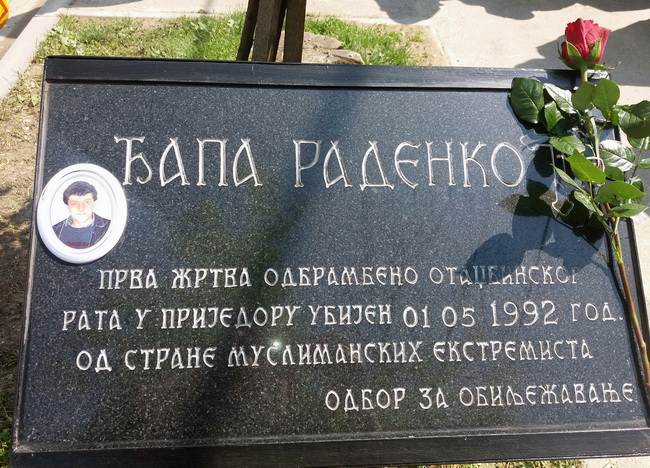 ЂАПА РАДЕНКО
ПРВА ЖРТВА ОДБРАМБЕНО ОТАЏБИНСКОГ
РАТА У ПРИЈЕДОРУ УБИЈЕН 01 05 1992 ГОД.
ОД СТРАНЕ МУСЛИМАНСКИХ ЕКСТРЕМИСТА
ОДБОР ЗА ОБИЉЕЖАВАЊЕ